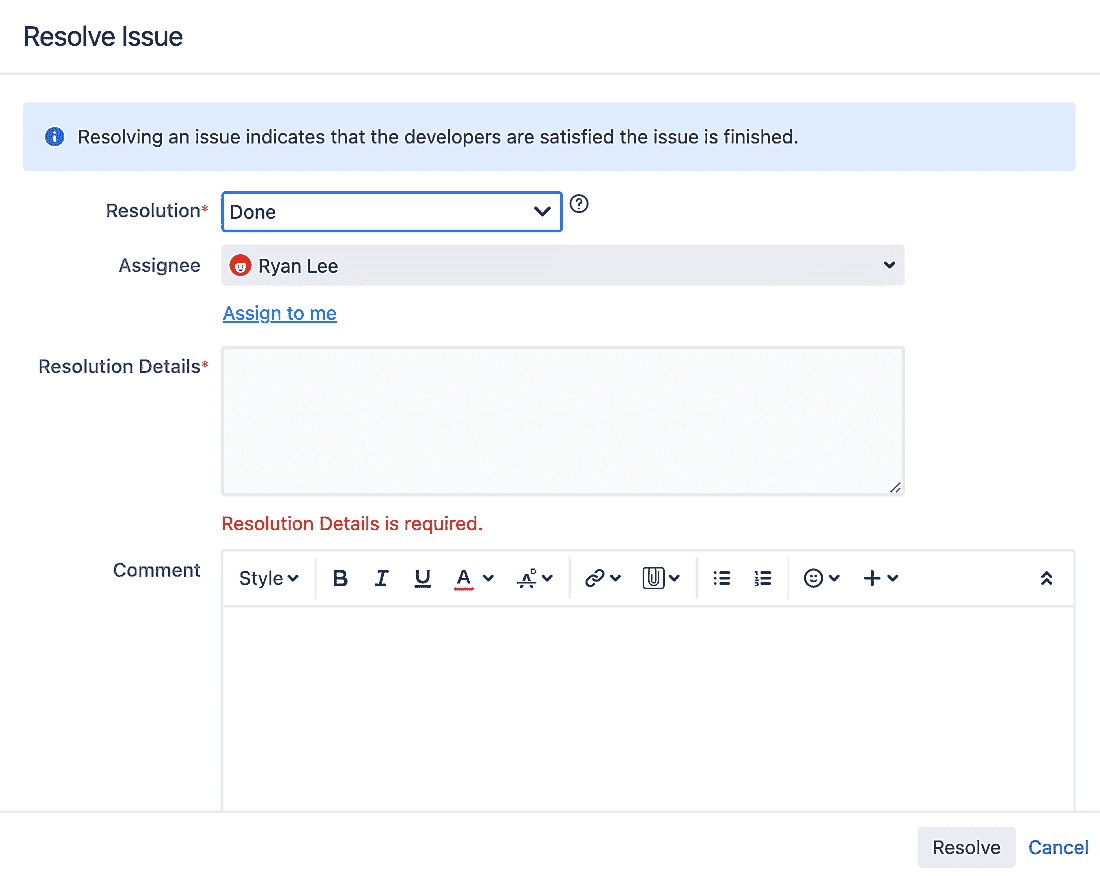 Resolve Issue
Resolving an issue indicates that the developers are satisfied the issue is finished.
Resolution* Done
Assignee Ryan Lee
Assign to me
Resolution Details*
Resolution Details is required.
Comment Style B I U A
Resolve Cancel